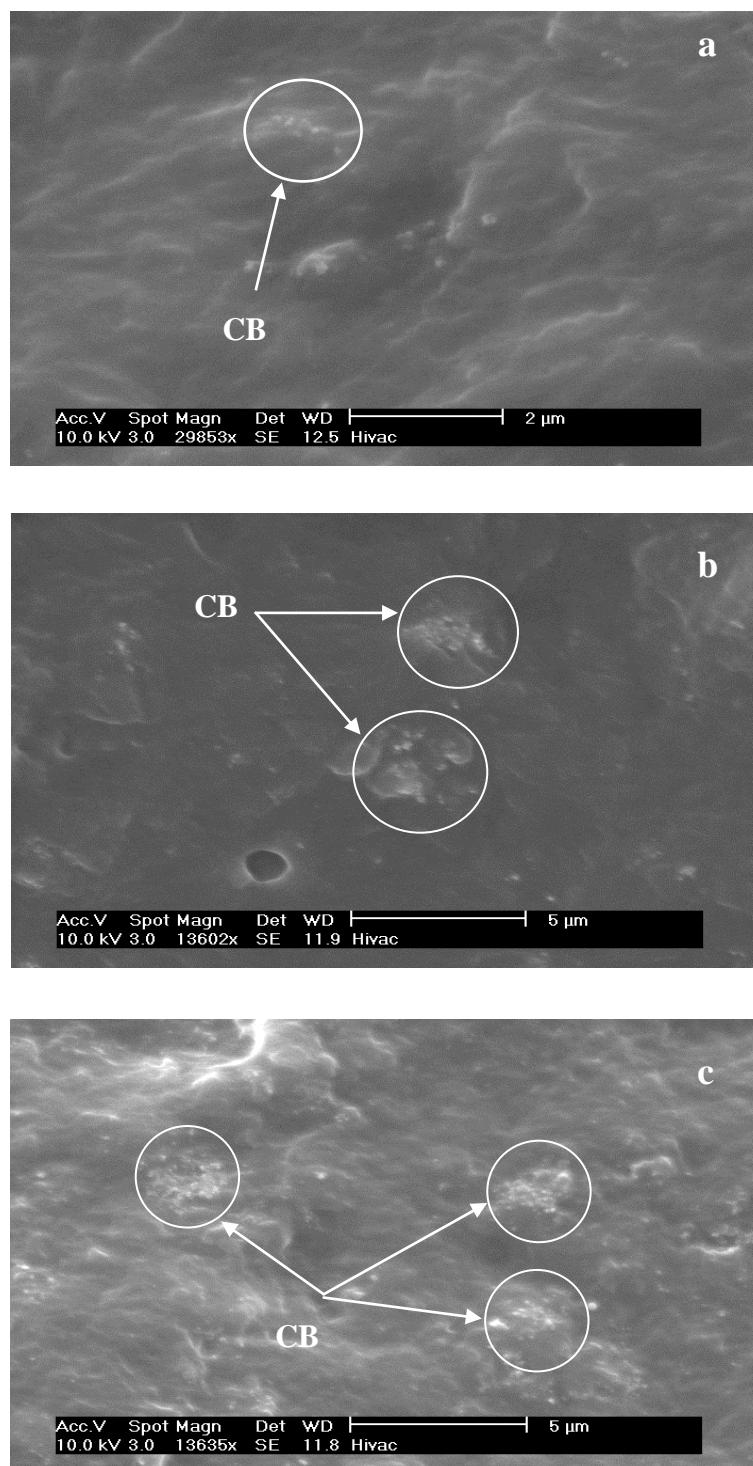 a
CB
Acc.V Spot Magn Det WD 2 µm
10.0 kV 3.0 29853x SE 12.5 Hivac
b
CB
Acc.V Spot Magn Det WD 5 µm
10.0 kV 3.0 13602x SE 11.9 Hivac
c
CB
Acc.V Spot Magn Det WD 5 µm
10.0 kV 3.0 13635x SE 11.8 Hivac